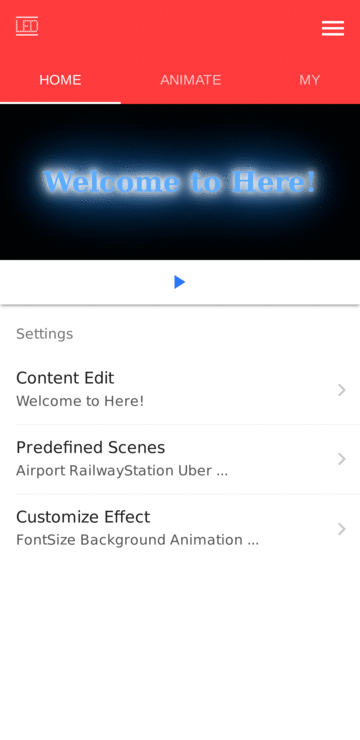 LED
HOME ANIMATE MY
Welcome to Here!
Settings
Content Edit
Welcome to Here!
Predefined Scenes
Airport RailwayStation Uber ...
Customize Effect
FontSize Background Animation ...